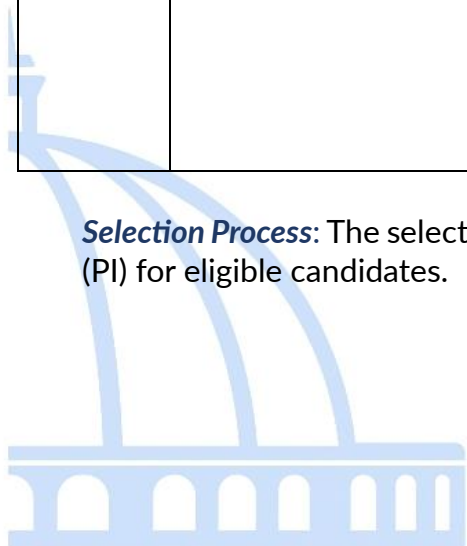 Selection Process: The select
(PI) for eligible candidates.